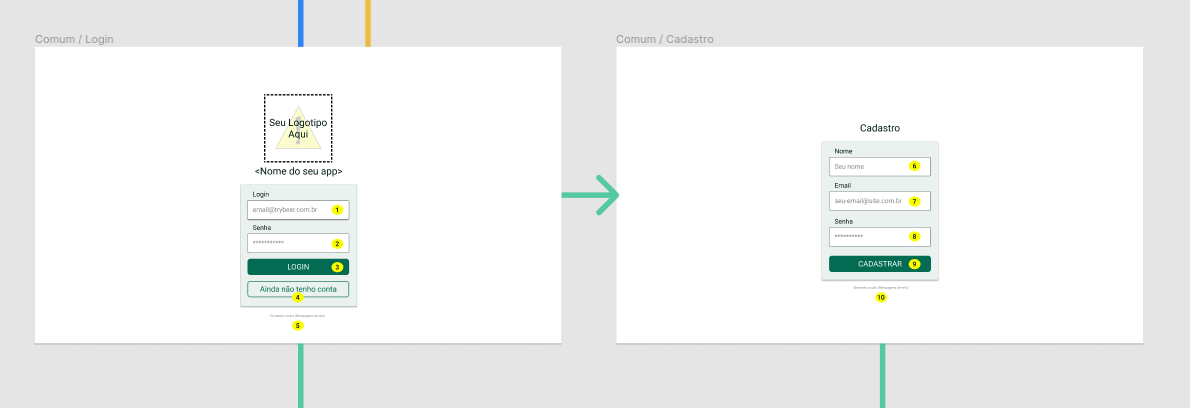 Comum / Login
Seu Logotipo
Aqui
<Nome do seu app>
Login
email@trybeer.com.br
1
Senha
***********
2
LOGIN
3
Ainda não tenho conta
4
5
Comum / Cadastro
Cadastro
Nome
Seu nome
6
Email
seu-email@site.com.br
7
Senha
**********
8
CADASTRAR
9
10